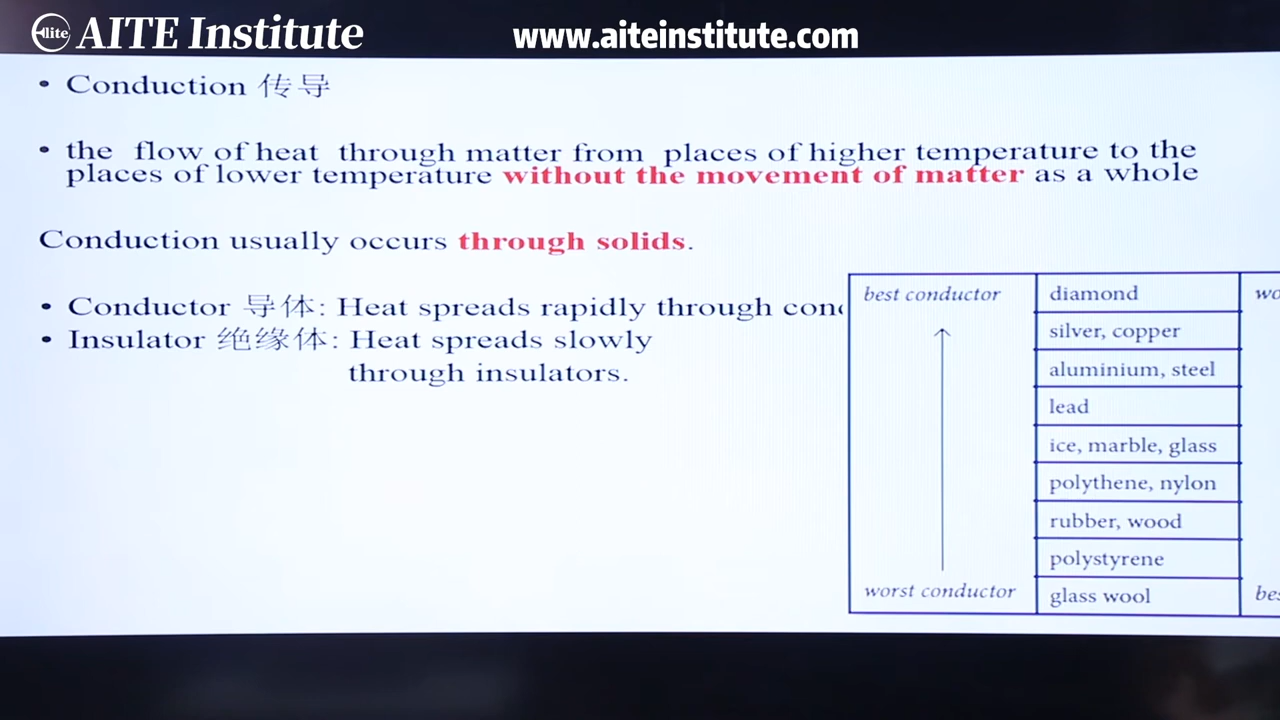 Elite AITE Institute www.aiteinstitute.com
• Conduction 传导
• the flow of heat through matter from places of higher temperature to the
places of lower temperature without the movement of matter as a whole
Conduction usually occurs through solids.
• Conductor 导体: Heat spreads rapidly through
• Insulator 绝缘体: Heat spreads slowly
through insulators.
best conductor
diamond
silver, copper
aluminium, steel
lead
ice, marble, glass
polythene, nylon
rubber, wood
polystyrene
worst conductor
glass wool